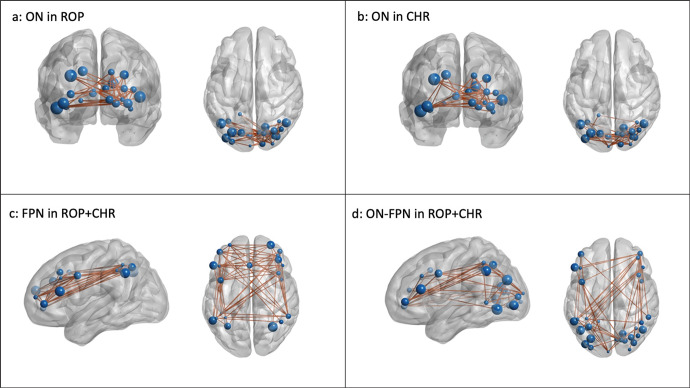 a: ON in ROP
b: ON in CHR
c: FPN in ROP+CHR
d: ON-FPN in ROP+CHR